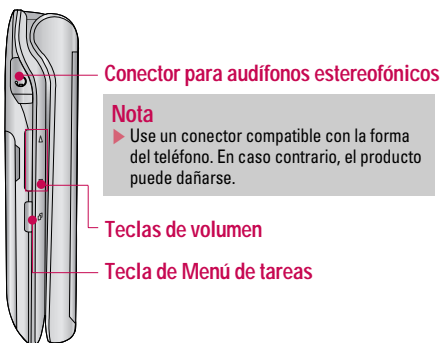 Conector para audífonos estereofónicos
Nota
Use un conector compatible con la forma
del teléfono. En caso contrario, el producto
puede dañarse.
Teclas de volumen
Tecla de Menú de tareas